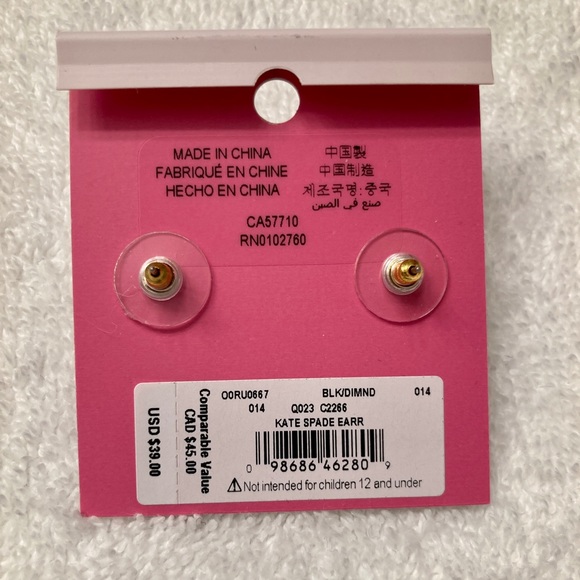 MADE IN CHINA
FABRIQUÉ EN CHINE
HECHO EN CHINA
中国製
中国制造
제조국명:중국
صنع في الصين
CA57710
RN0102760
O0RU0667 BLK/DIMND 014
014 Q023 C2266
KATE SPADE EARR
0 98686 46280 9
⚠Not intended for children 12 and under
Comparable Value
CAD $45.00
USD $39.00